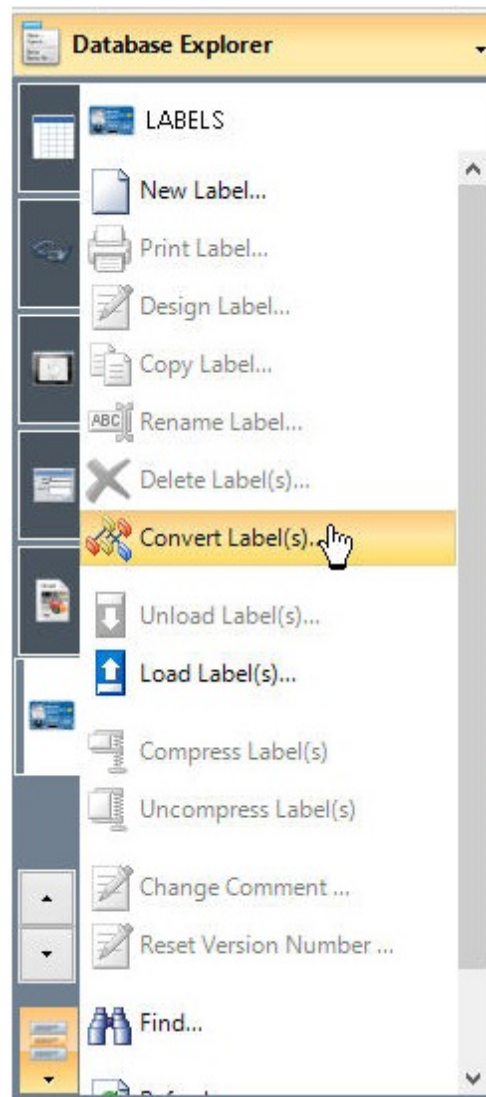 Database Explorer
LABELS
New Label...
Print Label...
Design Label...
Copy Label...
ABC
Rename Label...
Delete Label(s)...
Convert Label(s)...
Unload Label(s)...
Load Label(s)...
Compress Label(s)
Uncompress Label(s)
Change Comment ...
Reset Version Number ...
Find...